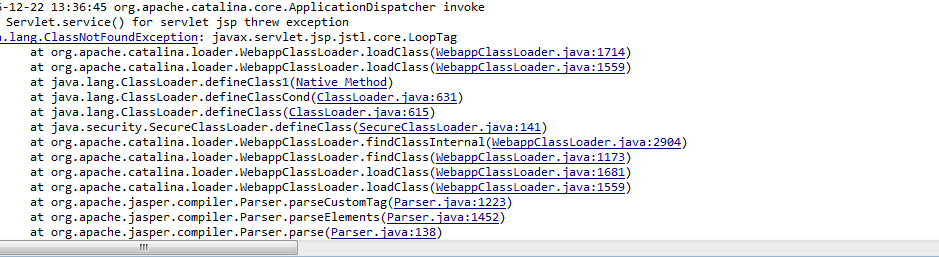 5-12-22 13:36:45 org.apache.catalina.core.ApplicationDispatcher invoke
Servlet.service() for servlet jsp threw exception
a.lang.ClassNotFoundException: javax.servlet.jsp.jstl.core.LoopTag
at org.apache.catalina.loader.WebappClassLoader.loadClass(WebappClassLoader.java:1714)
at org.apache.catalina.loader.WebappClassLoader.loadClass(WebappClassLoader.java:1559)
at java.lang.ClassLoader.defineClass1(Native Method)
at java.lang.ClassLoader.defineClassCond(ClassLoader.java:631)
at java.lang.ClassLoader.defineClass(ClassLoader.java:615)
at java.security.SecureClassLoader.defineClass(SecureClassLoader.java:141)
at org.apache.catalina.loader.WebappClassLoader.findClassInternal(WebappClassLoader.java:2904)
at org.apache.catalina.loader.WebappClassLoader.findClass(WebappClassLoader.java:1173)
at org.apache.catalina.loader.WebappClassLoader.loadClass(WebappClassLoader.java:1681)
at org.apache.catalina.loader.WebappClassLoader.loadClass(WebappClassLoader.java:1559)
at org.apache.jasper.compiler.Parser.parseCustomTag(Parser.java:1223)
at org.apache.jasper.compiler.Parser.parseElements(Parser.java:1452)
at org.apache.jasper.compiler.Parser.parse(Parser.java:138)